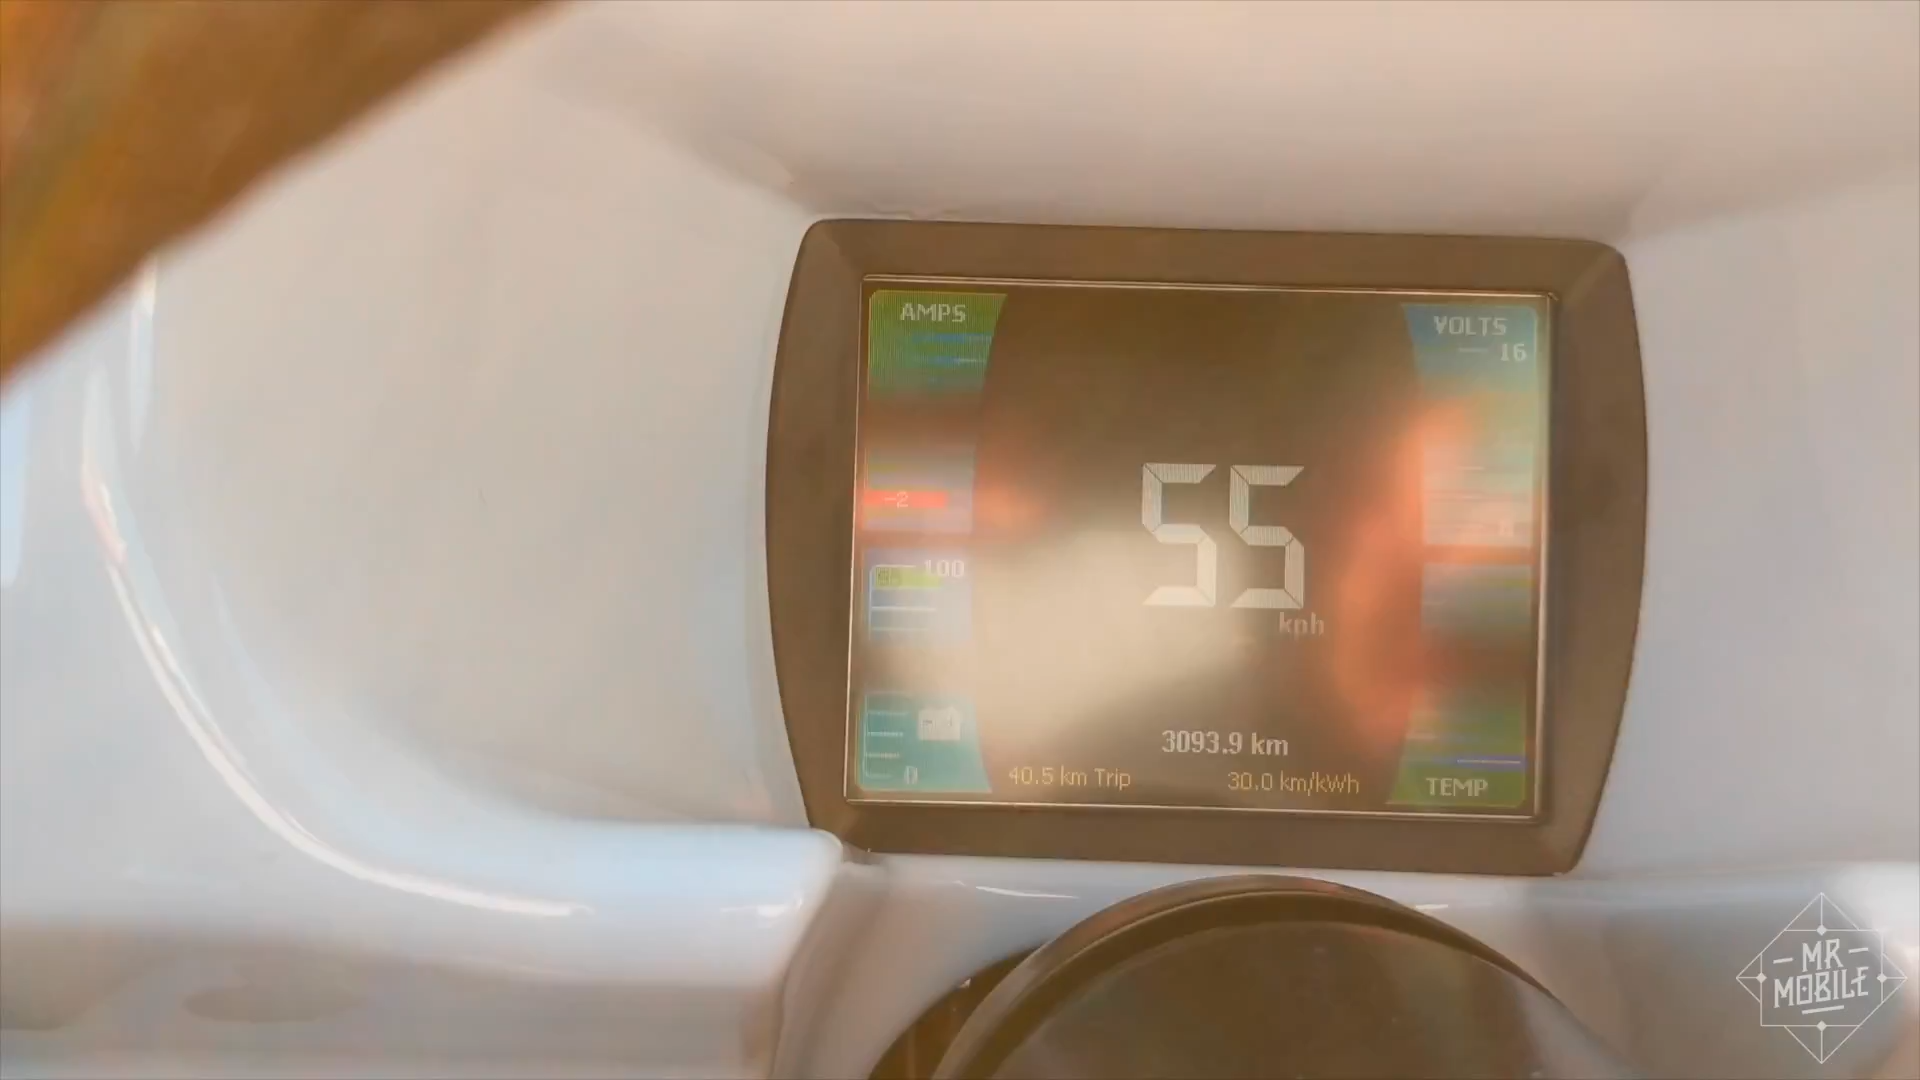 AMPS
VOLTS
16
-2
100
55
kph
3093.9 km
0
40.5 km Trip
30.0 km/kWh
TEMP
MR
MOBILE